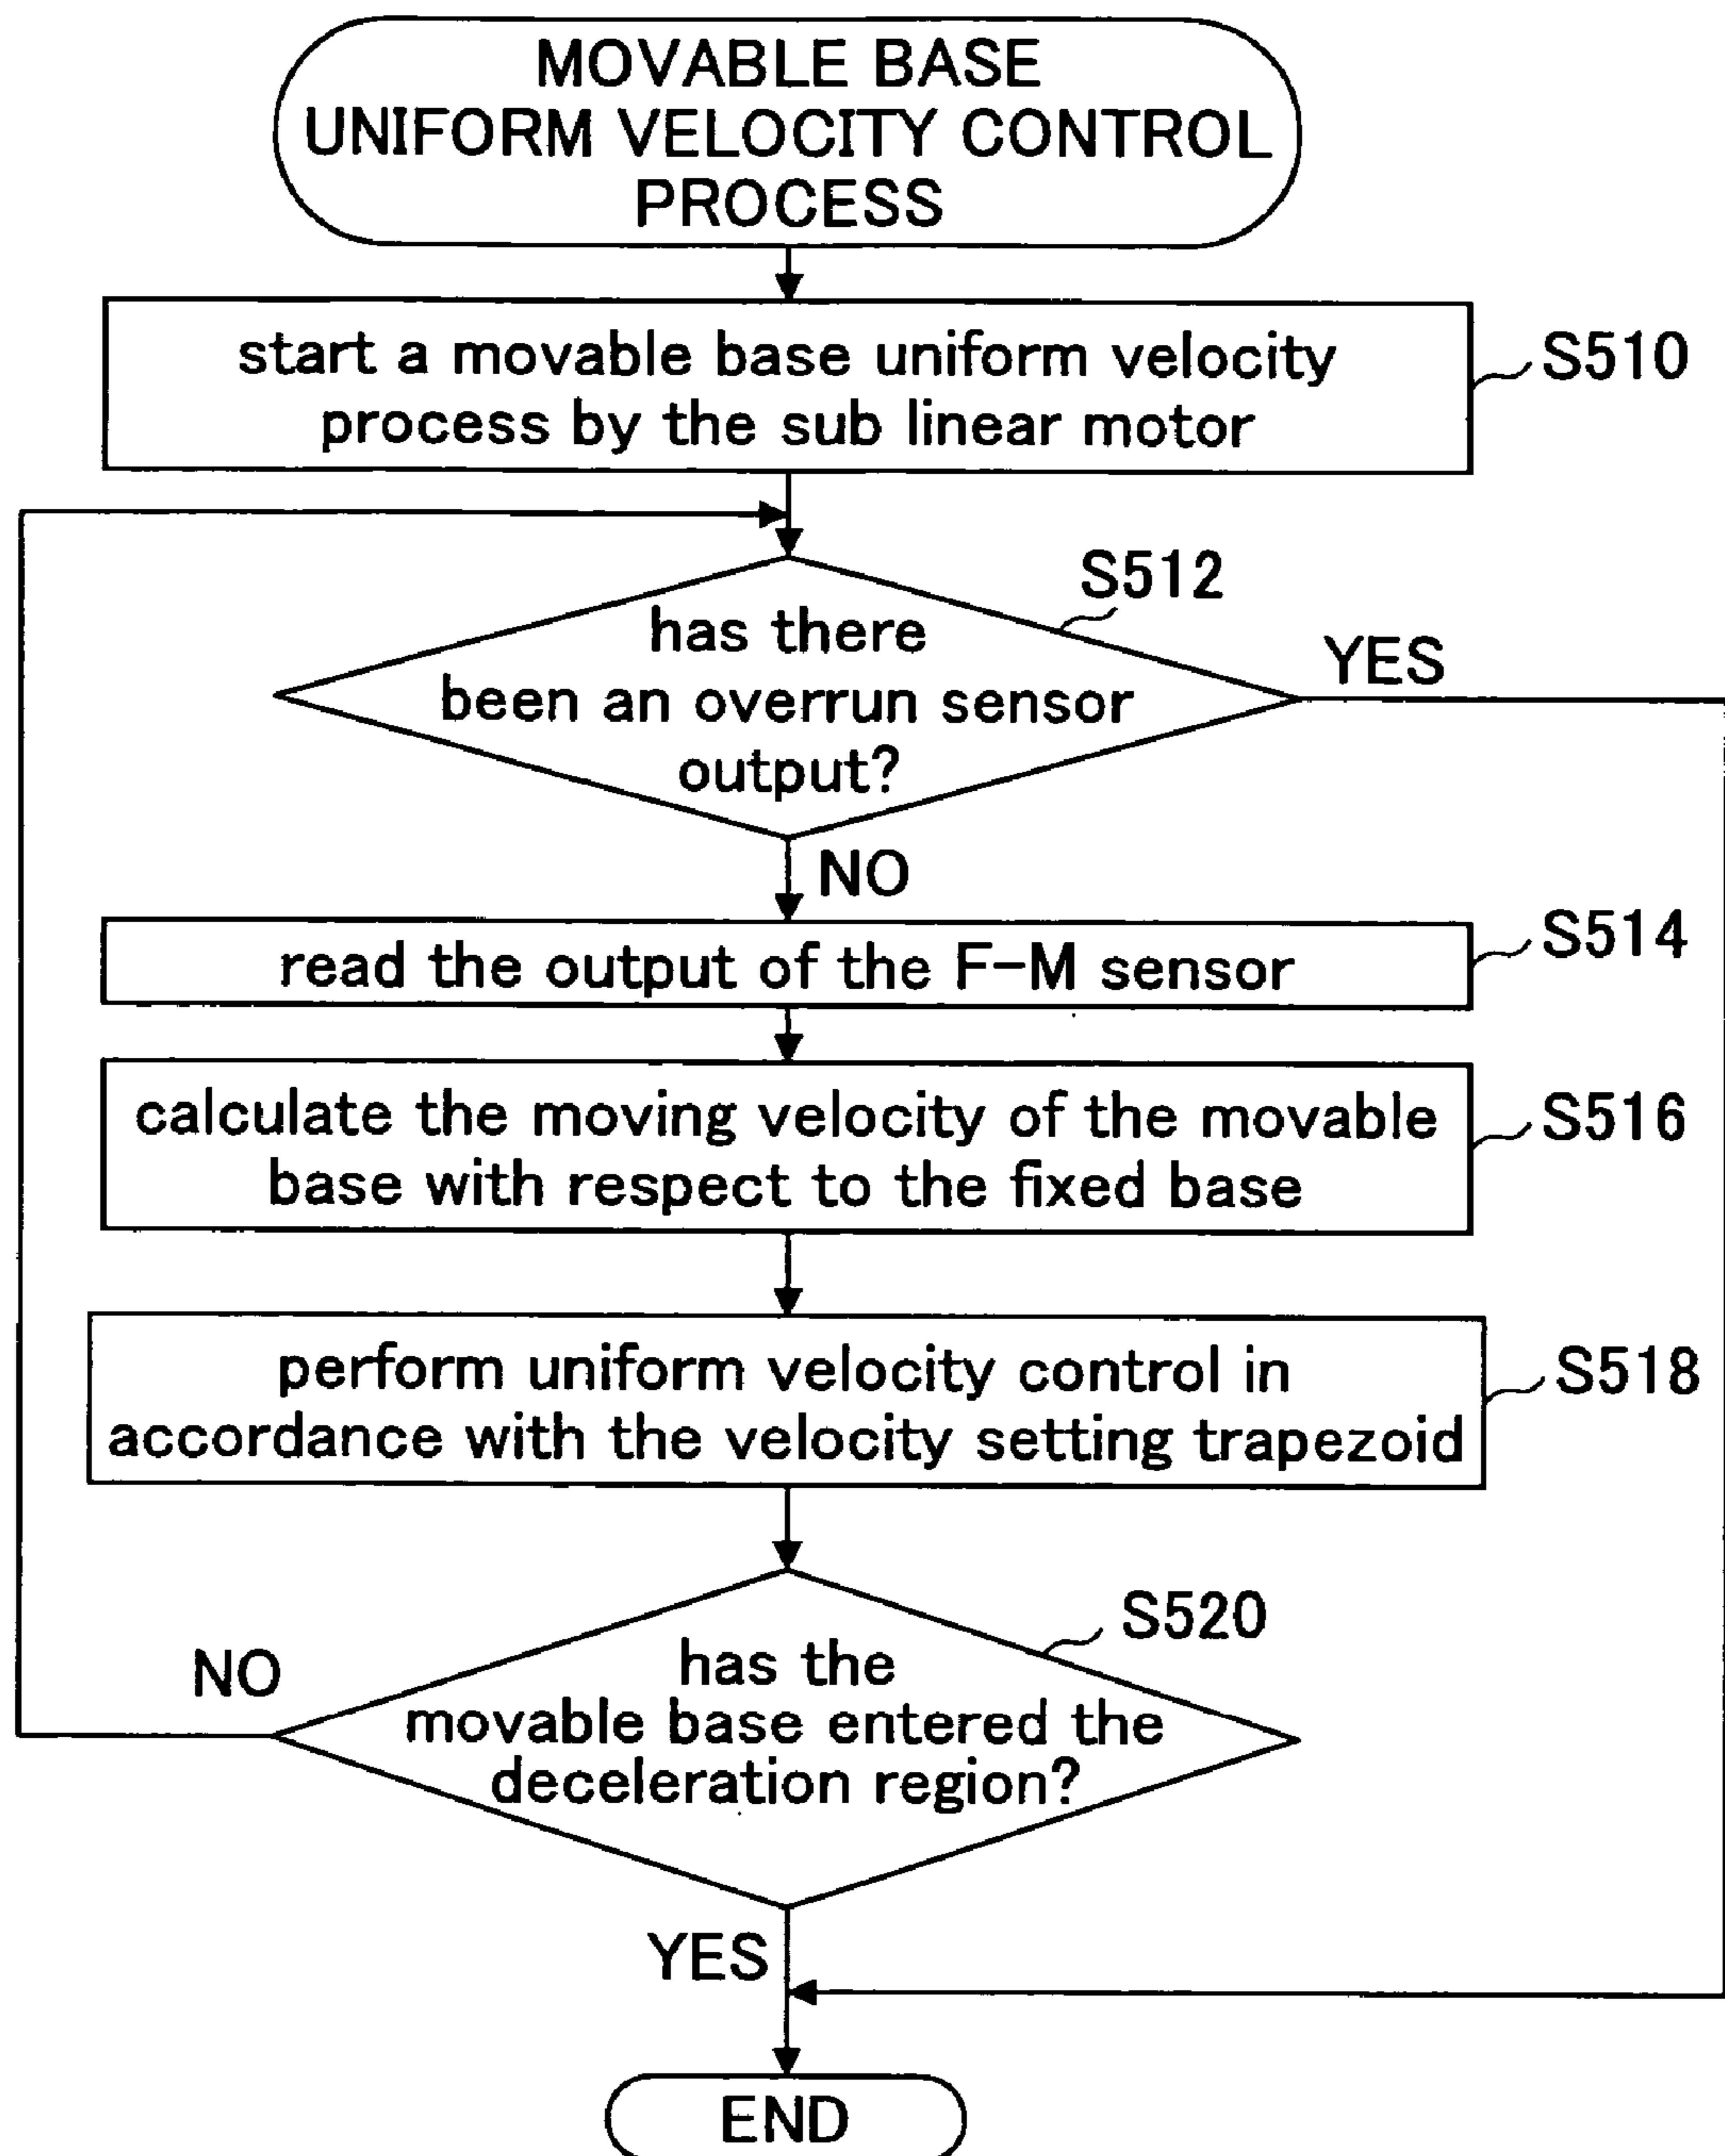 MOVABLE BASE
UNIFORM VELOCITY CONTROL
PROCESS
start a movable base uniform velocity
process by the sub linear motor
S510
S512
has there
been an overrun sensor
output?
YES
NO
read the output of the F-M sensor
S514
calculate the moving velocity of the movable
base with respect to the fixed base
S516
perform uniform velocity control in
accordance with the velocity setting trapezoid
S518
S520
has the
movable base entered the
deceleration region?
NO
YES
END